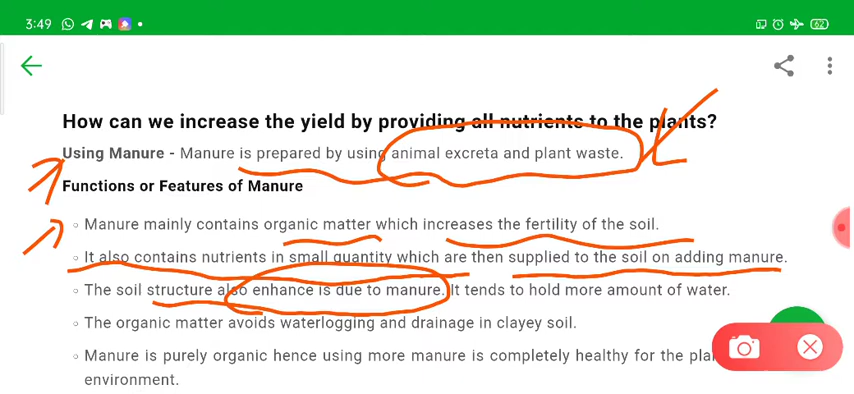 3:49
62
How can we increase the yield by providing all nutrients to the plants?
Using Manure - Manure is prepared by using animal excreta and plant waste.
Functions or Features of Manure
Manure mainly contains organic matter which increases the fertility of the soil.
It also contains nutrients in small quantity which are then supplied to the soil on adding manure.
The soil structure also enhance is due to manure. It tends to hold more amount of water.
The organic matter avoids waterlogging and drainage in clayey soil.
Manure is purely organic hence using more manure is completely healthy for the
environment.